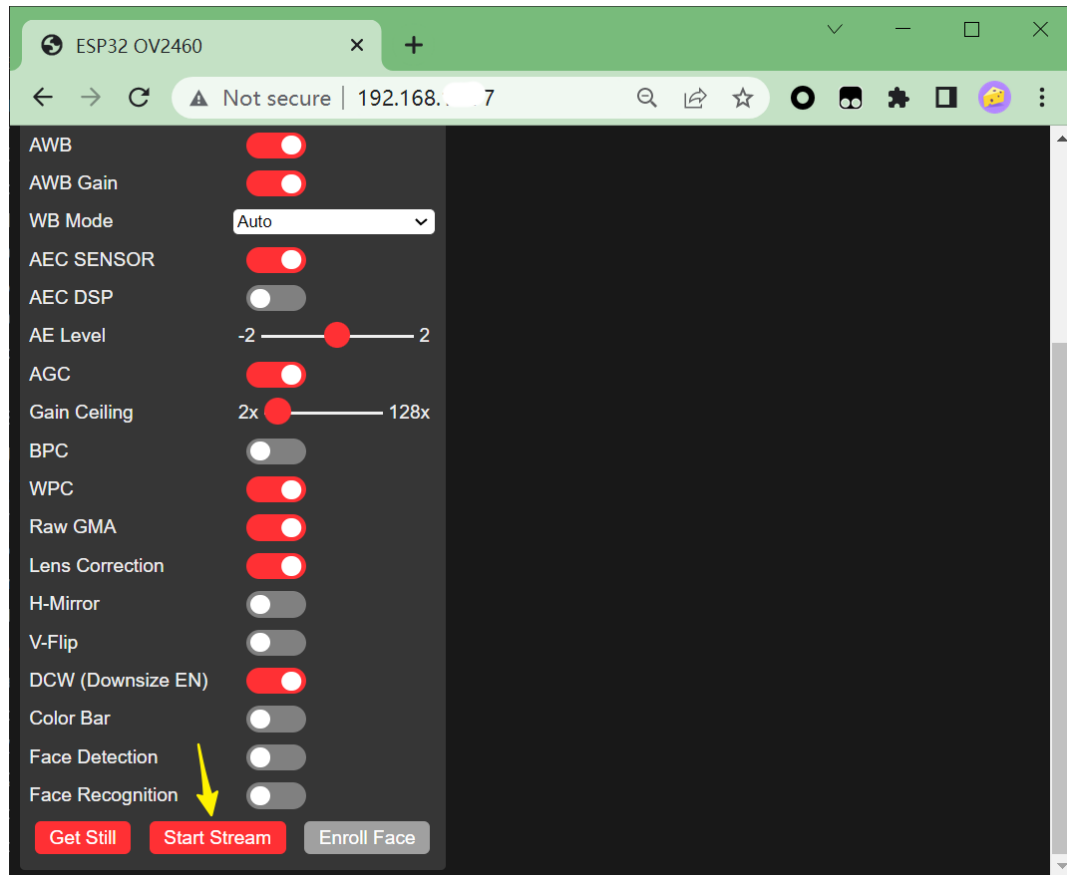 ESP32 OV2460
Not secure | 192.168. 7
AWB
AWB Gain
WB Mode Auto
AEC SENSOR
AEC DSP
AE Level -2 2
AGC
Gain Ceiling 2x 128x
BPC
WPC
Raw GMA
Lens Correction
H-Mirror
V-Flip
DCW (Downsize EN)
Color Bar
Face Detection
Face Recognition
Get Still Start Stream Enroll Face